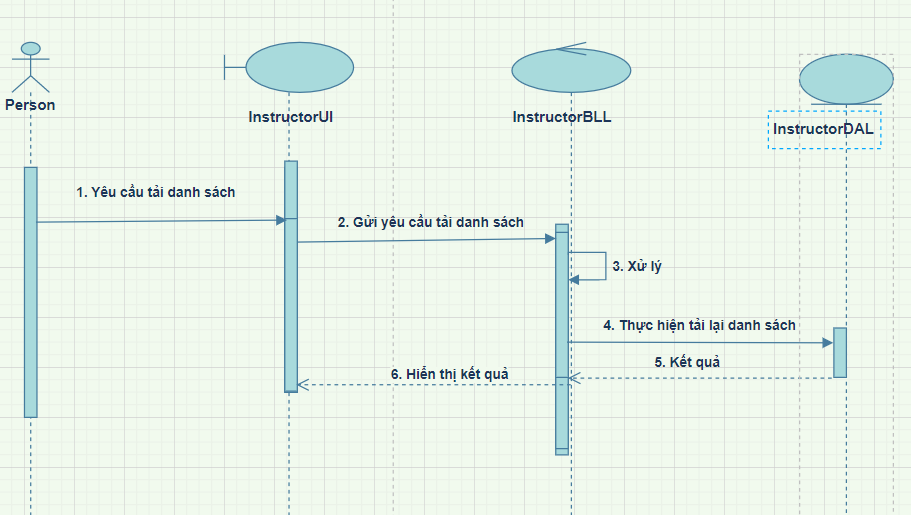 Person
InstructorUI
InstructorBLL
InstructorDAL
1. Yêu cầu tải danh sách
2. Gửi yêu cầu tải danh sách
3. Xử lý
4. Thực hiện tải lại danh sách
5. Kết quả
6. Hiển thị kết quả